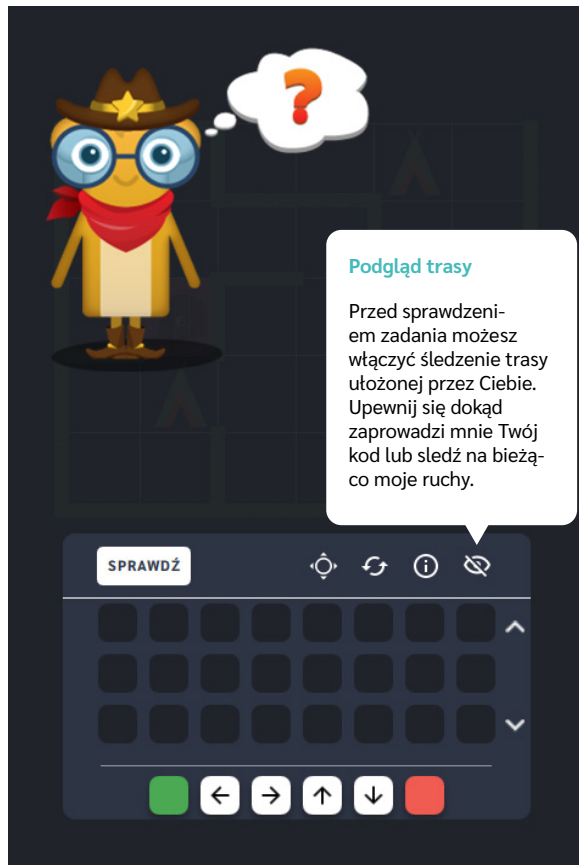 ?
Podgląd trasy
Przed sprawdzeni-
em zadania możesz
włączyć śledzenie trasy
ułożonej przez Ciebie.
Upewnij się dokąd
zaprowadzi mnie Twój
kod lub sledź na bieżą-
co moje ruchy.
SPRAWDŹ